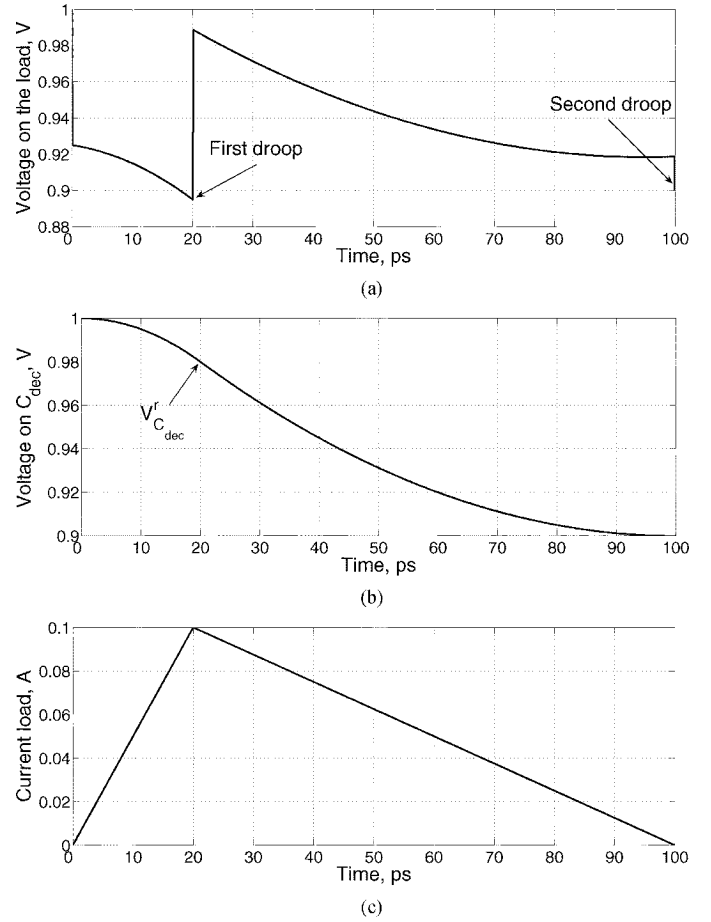 Voltage on the load, V
1
0.98
0.96
0.94
0.92
0.9
0.88
First droop
Second droop
0 10 20 30 40 50 60 70 80 90 100
Time, ps
(a)
Voltage on C_dec, V
1
0.98
0.96
0.94
0.92
0.9
V^r_C_dec
0 10 20 30 40 50 60 70 80 90 100
Time, ps
(b)
Current load, A
0.1
0.08
0.06
0.04
0.02
0
0 10 20 30 40 50 60 70 80 90 100
Time, ps
(c)